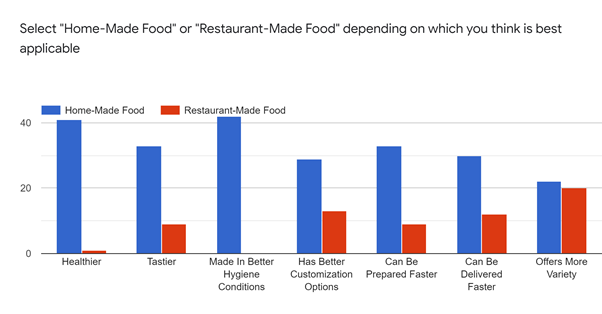 Select "Home-Made Food" or "Restaurant-Made Food" depending on which you think is best
applicable
Home-Made Food
Restaurant-Made Food
40
20
0
Healthier
Tastier
Made In Better
Hygiene
Conditions
Has Better
Customization
Options
Can Be
Prepared Faster
Can Be
Delivered
Faster
Offers More
Variety